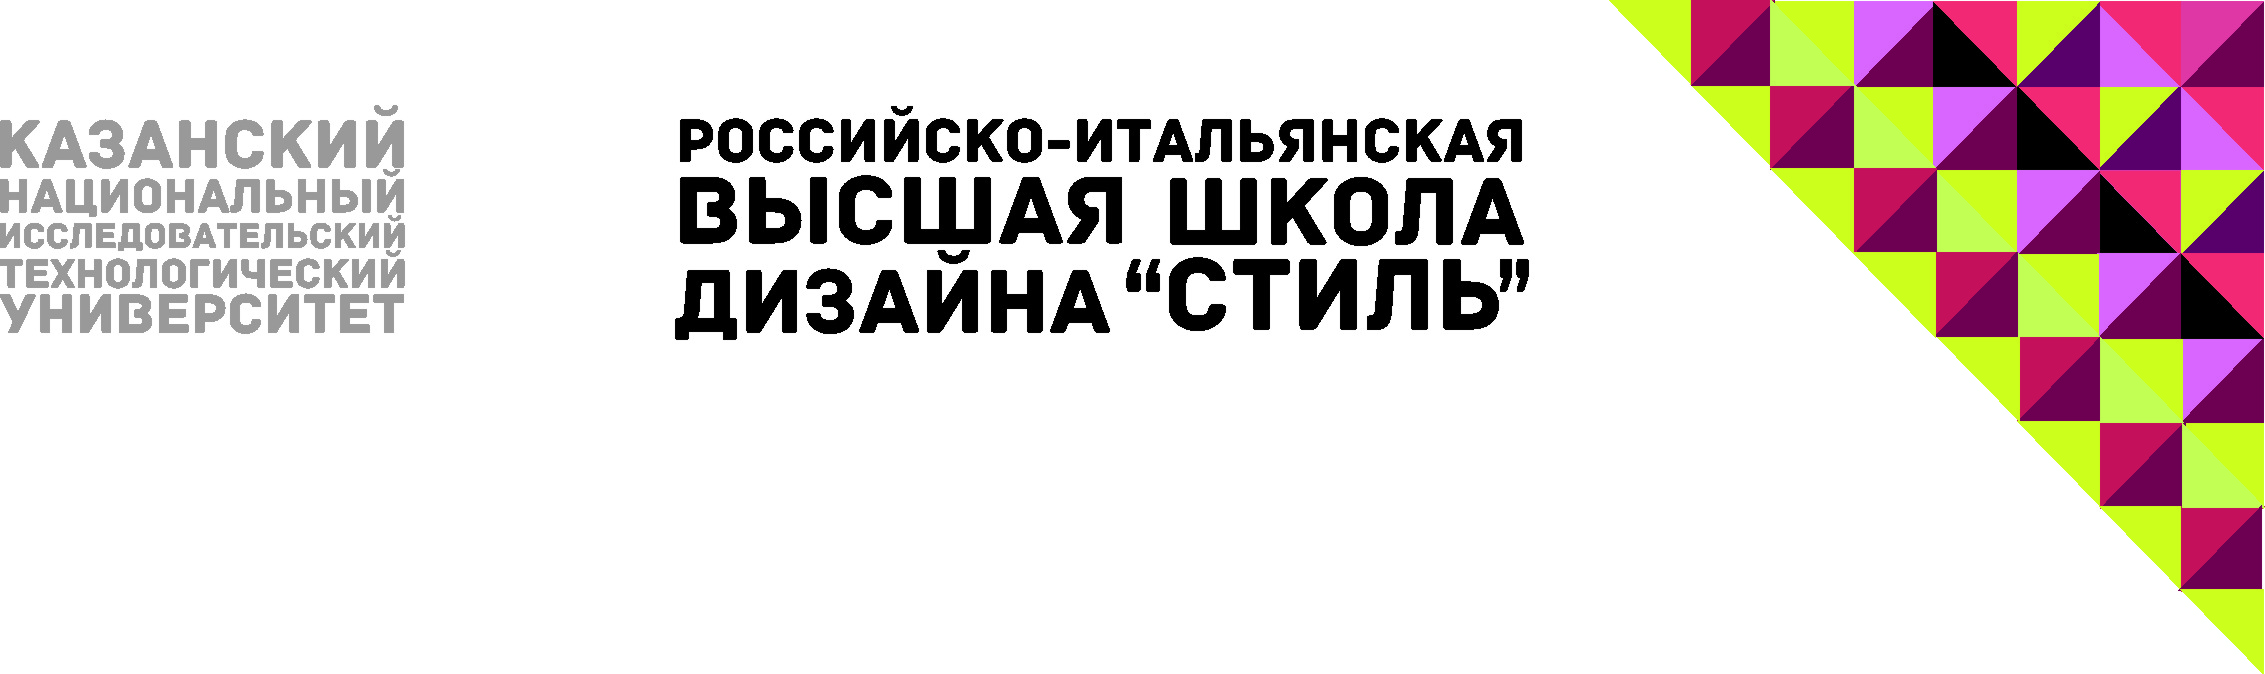 КАЗАНСКИЙ
НАЦИОНАЛЬНЫЙ
ИССЛЕДОВАТЕЛЬСКИЙ
ТЕХНОЛОГИЧЕСКИЙ
УНИВЕРСИТЕТ
РОССИЙСКО-ИТАЛЬЯНСКАЯ
ВЫСШАЯ ШКОЛА
ДИЗАЙНА “СТИЛЬ”